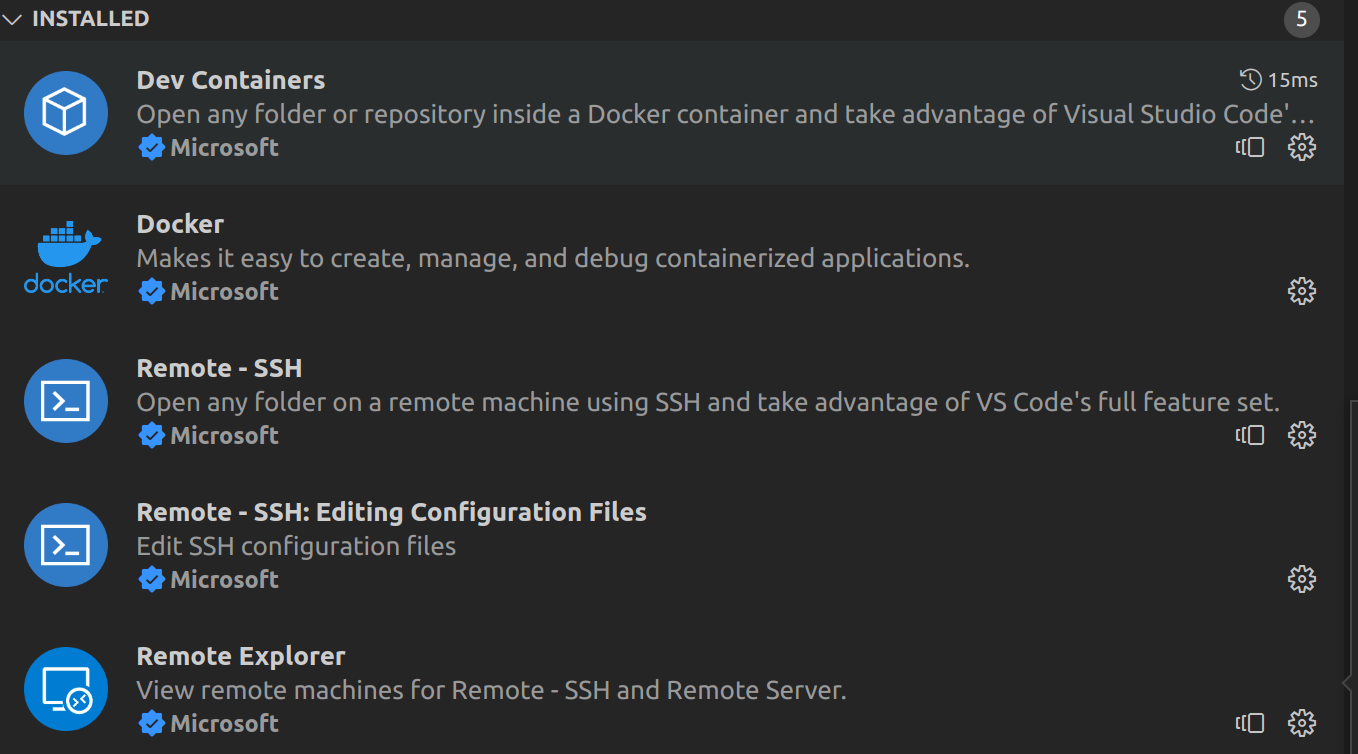 INSTALLED
5
Dev Containers
15ms
Open any folder or repository inside a Docker container and take advantage of Visual Studio Code'...
Microsoft
Docker
Makes it easy to create, manage, and debug containerized applications.
docker
Microsoft
Remote - SSH
Open any folder on a remote machine using SSH and take advantage of VS Code's full feature set.
Microsoft
Remote - SSH: Editing Configuration Files
Edit SSH configuration files
Microsoft
Remote Explorer
View remote machines for Remote - SSH and Remote Server.
Microsoft